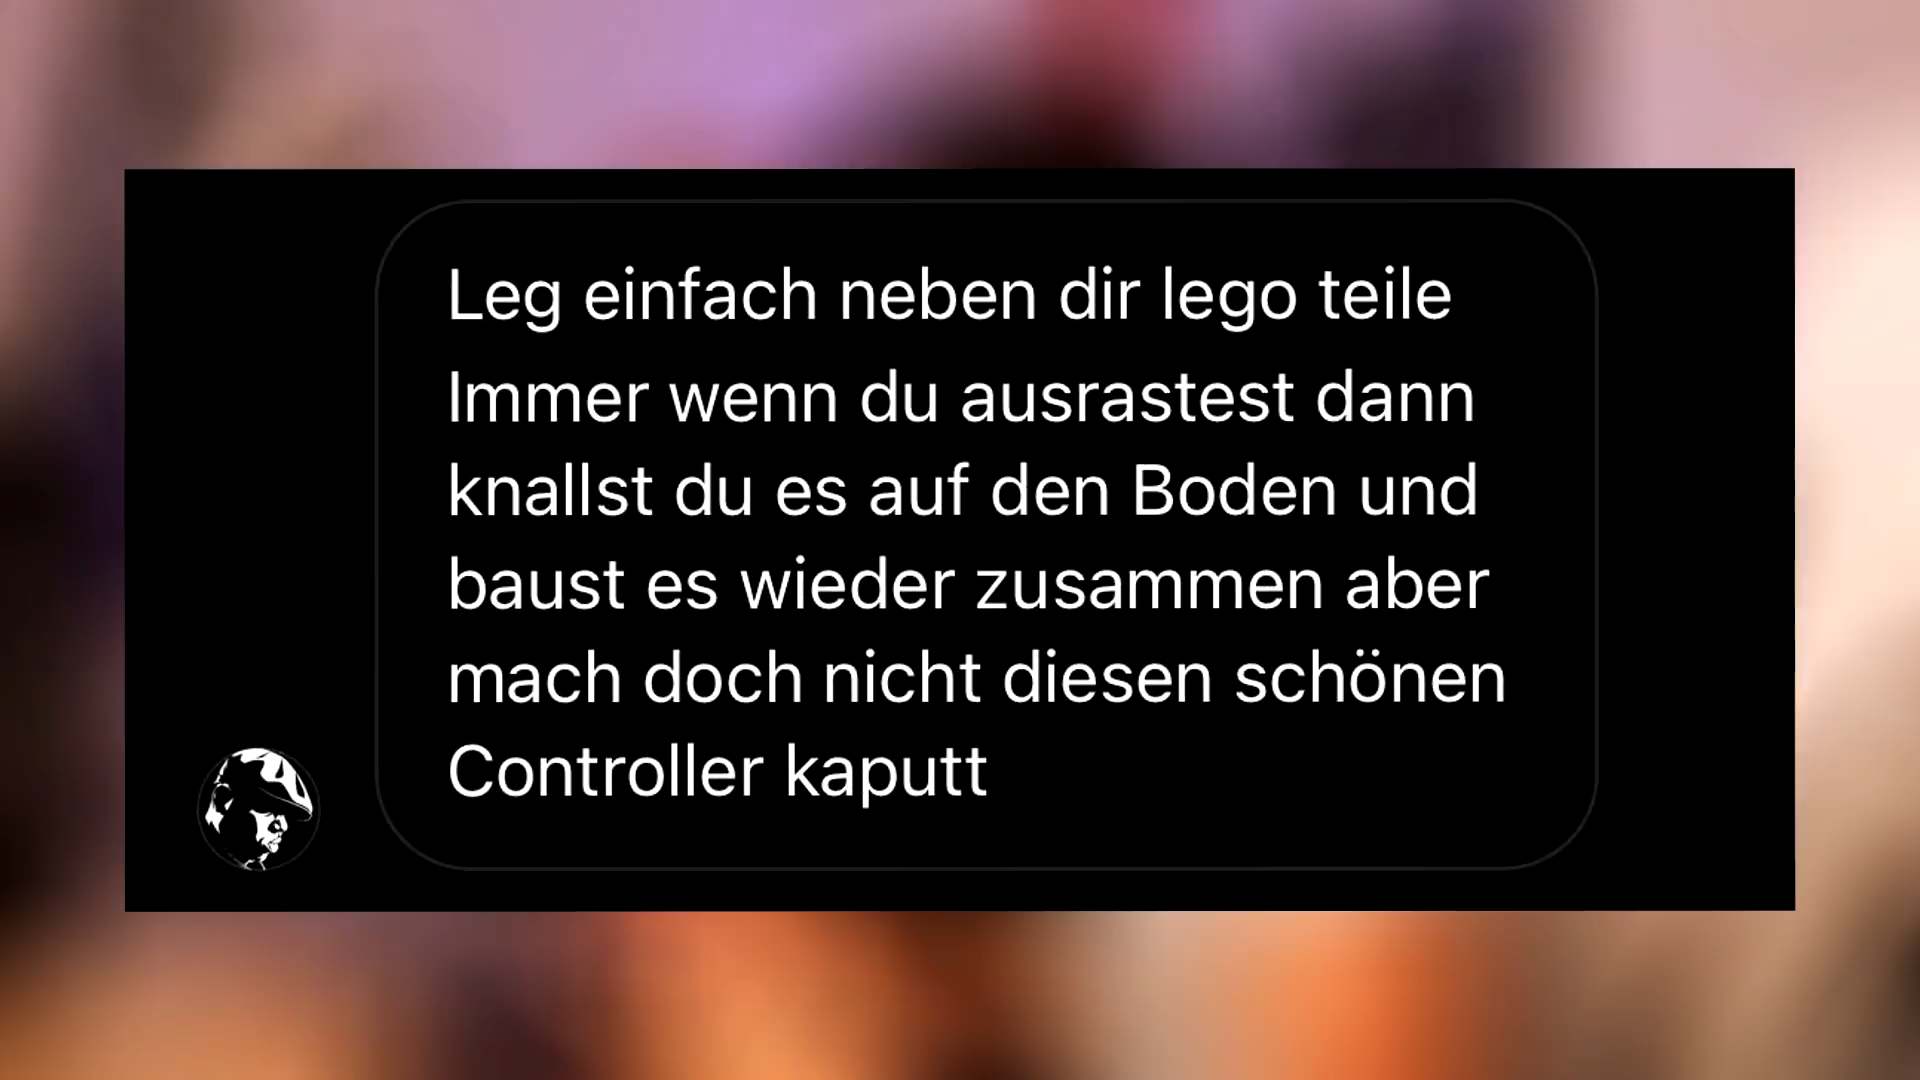 Leg einfach neben dir lego teile
Immer wenn du ausrastest dann
knallst du es auf den Boden und
baust es wieder zusammen aber
mach doch nicht diesen schönen
Controller kaputt